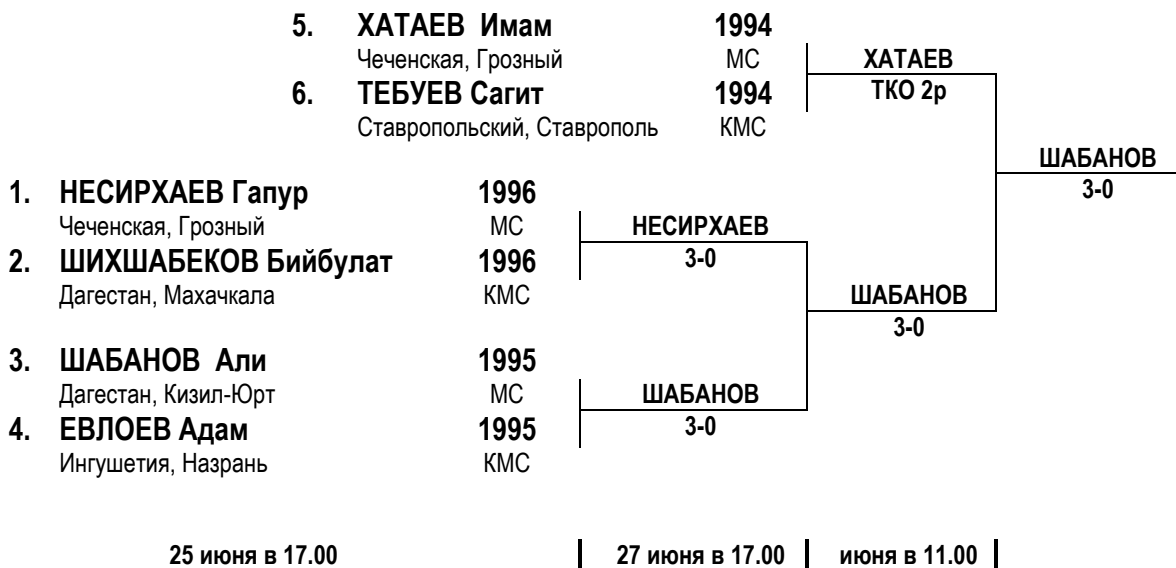 5. ХАТАЕВ Имам 1994
Чеченская, Грозный МС ХАТАЕВ
6. ТЕБУЕВ Сагит 1994 ТКО 2р
Ставропольский, Ставрополь КМС
ШАБАНОВ
3-0
1. НЕСИРХАЕВ Гапур 1996
Чеченская, Грозный МС НЕСИРХАЕВ
2. ШИХШАБЕКОВ Бийбулат 1996 3-0
Дагестан, Махачкала КМС ШАБАНОВ
3-0
3. ШАБАНОВ Али 1995
Дагестан, Кизил-Юрт МС ШАБАНОВ
4. ЕВЛОЕВ Адам 1995 3-0
Ингушетия, Назрань КМС
25 июня в 17.00 27 июня в 17.00 июня в 11.00